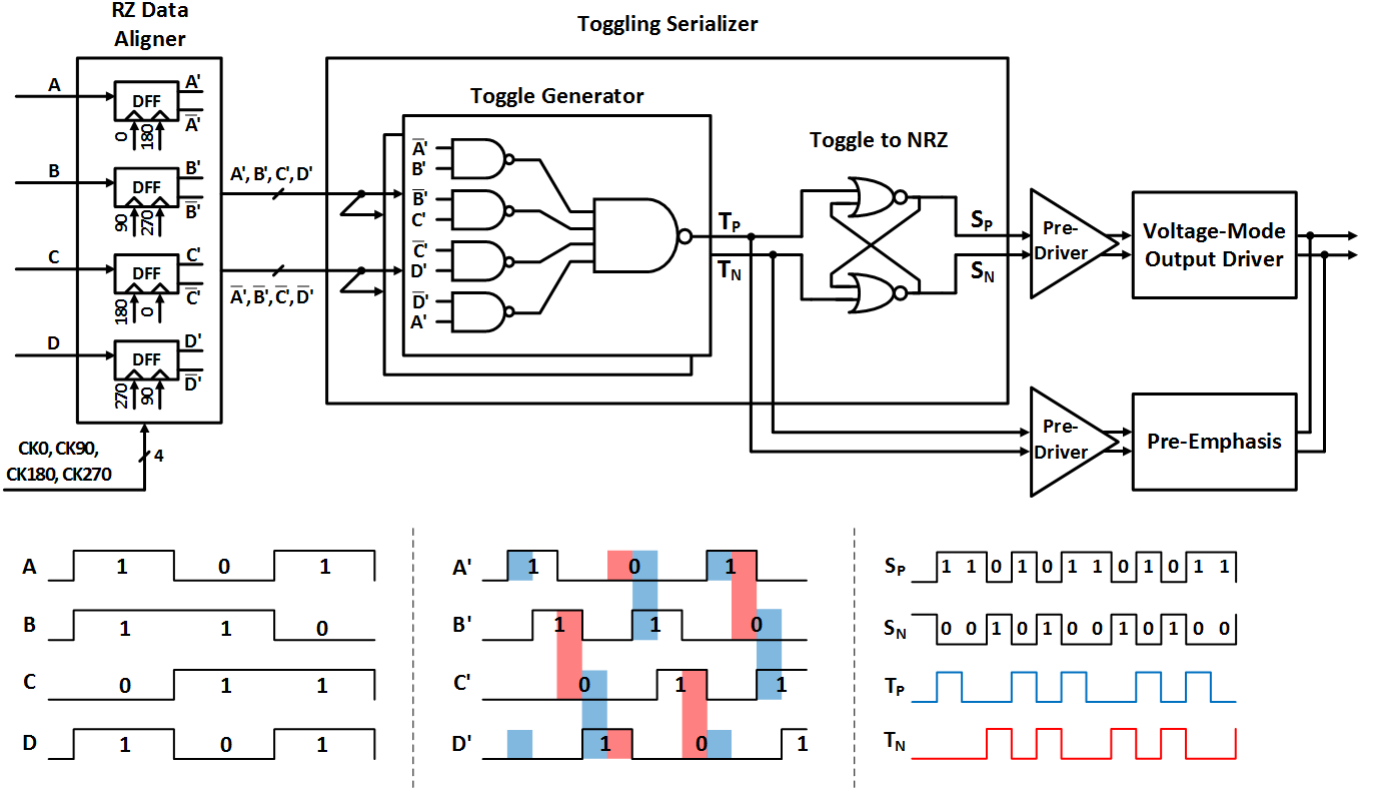 RZ Data
Aligner
Toggling Serializer
A
DFF
A'
A̅'
0
180
B
DFF
B'
B̅'
90
270
C
DFF
C'
C̅'
180
0
D
DFF
D'
D̅'
270
90
CK0, CK90,
CK180, CK270
4
A', B', C', D'
A̅', B̅', C̅', D̅'
Toggle Generator
A̅'
B'
B̅'
C'
C̅'
D'
D̅'
A'
TP
TN
Toggle to NRZ
SP
SN
Pre-
Driver
Voltage-Mode
Output Driver
Pre-
Driver
Pre-Emphasis
A 1 0 1
B 1 1 0
C 0 1 1
D 1 0 1
A' 1 0 1
B' 1 1 0
C' 0 1 1
D' 1 0 1
SP 1 1 0 1 0 1 1 0 1 0 1 1
SN 0 0 1 0 1 0 0 1 0 1 0 0
TP
TN